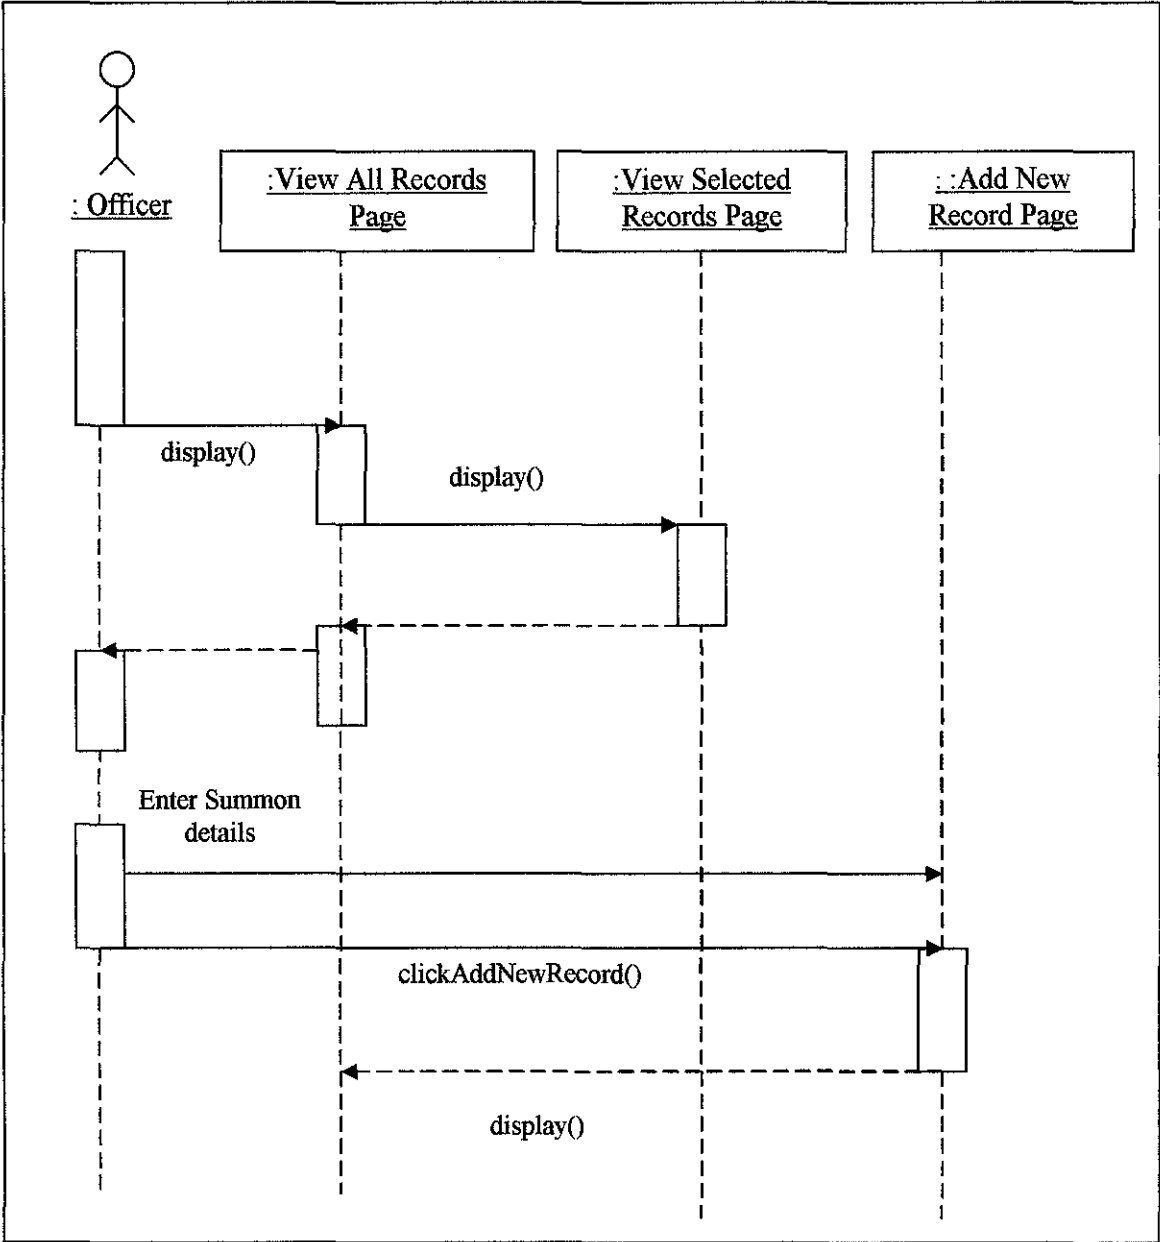 : Officer
:View All Records
Page
:View Selected
Records Page
: :Add New
Record Page
display()
display()
Enter Summon
details
clickAddNewRecord()
display()